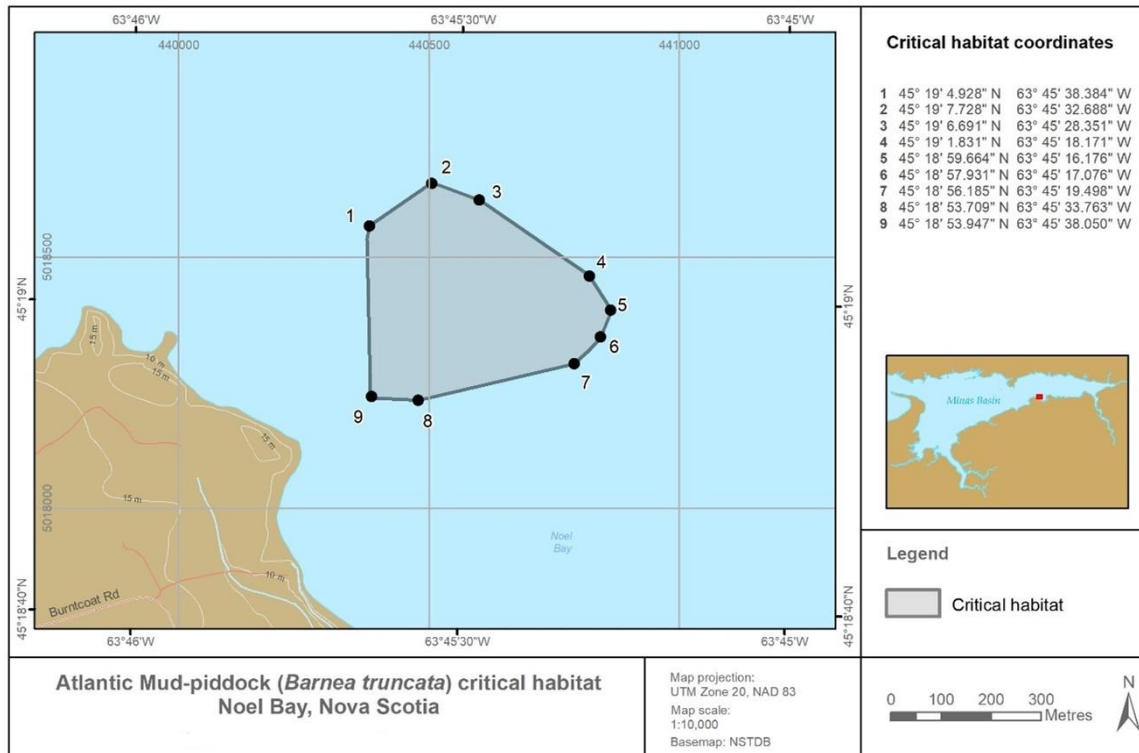 63°46'W 63°45'30"W 63°45'W
440000 440500 441000
Critical habitat coordinates
1 45° 19' 4.928" N 63° 45' 38.384" W
2 45° 19' 7.728" N 63° 45' 32.688" W
3 45° 19' 6.691" N 63° 45' 28.351" W
4 45° 19' 1.831" N 63° 45' 18.171" W
5 45° 18' 59.664" N 63° 45' 16.176" W
6 45° 18' 57.931" N 63° 45' 17.076" W
7 45° 18' 56.185" N 63° 45' 19.498" W
8 45° 18' 53.709" N 63° 45' 33.763" W
9 45° 18' 53.947" N 63° 45' 38.050" W
2
3
1
5018500
4
45°19'N
45°19'N
5
6
15 m
10 m
15 m
7
9
8
Minas Basin
15 m
15 m
5018000
Noel
Bay
Legend
10 m
Burntcoat Rd
Critical habitat
45°18'40"N
45°18'40"N
63°46'W 63°45'30"W 63°45'W
Atlantic Mud-piddock (Barnea truncata) critical habitat
Noel Bay, Nova Scotia
Map projection:
UTM Zone 20, NAD 83
Map scale:
1:10,000
Basemap: NSTDB
N
0 50 100 200 300
Metres